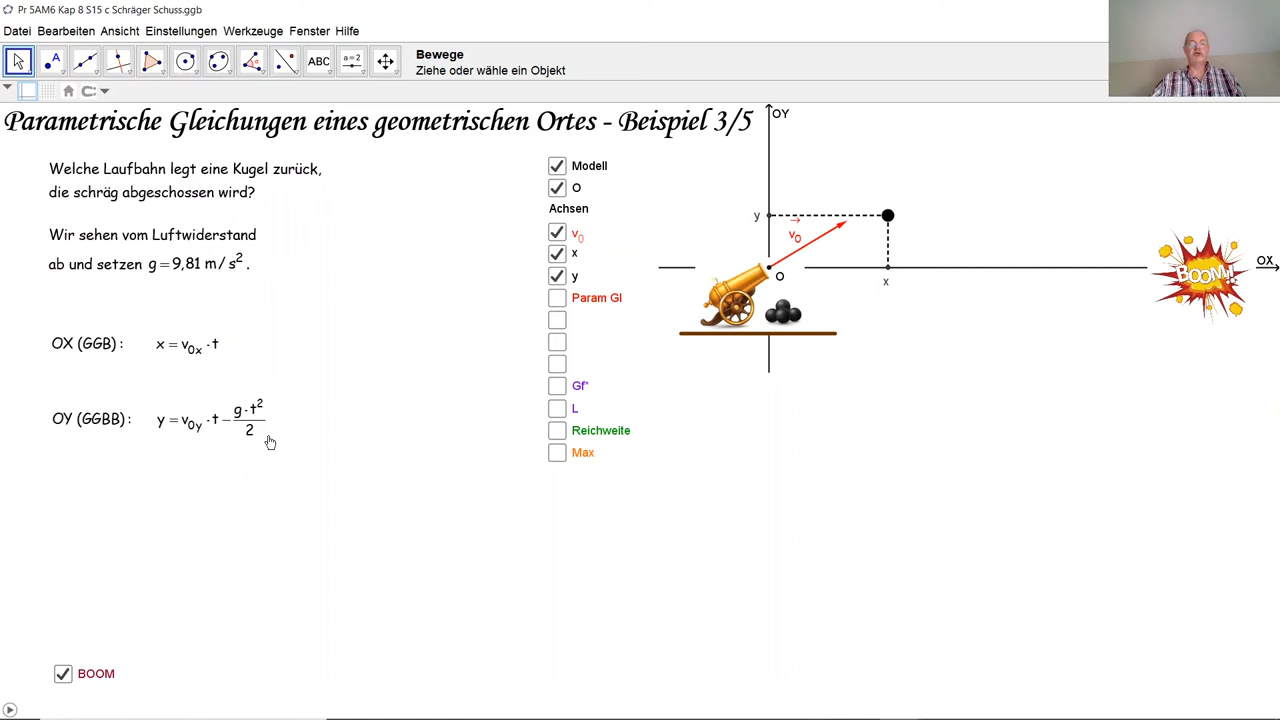 Pr 5AM6 Kap 8 S15 c Schräger Schuss.ggb
Datei Bearbeiten Ansicht Einstellungen Werkzeuge Fenster Hilfe
A
ABC
a=2
Bewege
Ziehe oder wähle ein Objekt
Parametrische Gleichungen eines geometrischen Ortes - Beispiel 3/5
Welche Laufbahn legt eine Kugel zurück,
die schräg abgeschossen wird?
Wir sehen vom Luftwiderstand
ab und setzen g = 9,81 m / s².
OX (GGB) : x = v₀ₓ · t
OY (GGBB) : y = v_{0y} · t − \frac{g · t²}{2}
BOOM
Modell
O
Achsen
v₀
x
y
Param Gl
Gf*
L
Reichweite
Max
OY
y
v₀
O
x
OX
BOOM!